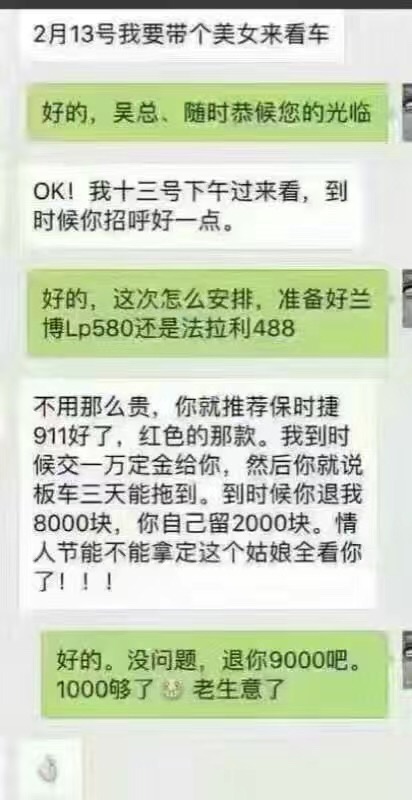 2月13号我要带个美女来看车
好的，吴总、随时恭候您的光临
OK！我十三号下午过来看，到
时候你招呼好一点。
好的，这次怎么安排，准备好兰
博Lp580还是法拉利488
不用那么贵，你就推荐保时捷
911好了，红色的那款。我到时
候交一万定金给你，然后你就说
板车三天能拖到。到时候你退我
8000块，你自己留2000块。情
人节能不能拿定这个姑娘全看你
了！！！
好的。没问题，退你9000吧。
1000够了 老生意了